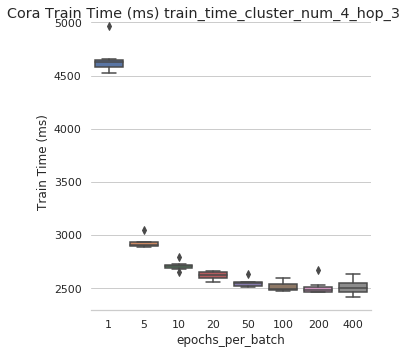 Cora Train Time (ms) train_time_cluster_num_4_hop_3
5000
4500
4000
3500
3000
2500
Train Time (ms)
1 5 10 20 50 100 200 400
epochs_per_batch